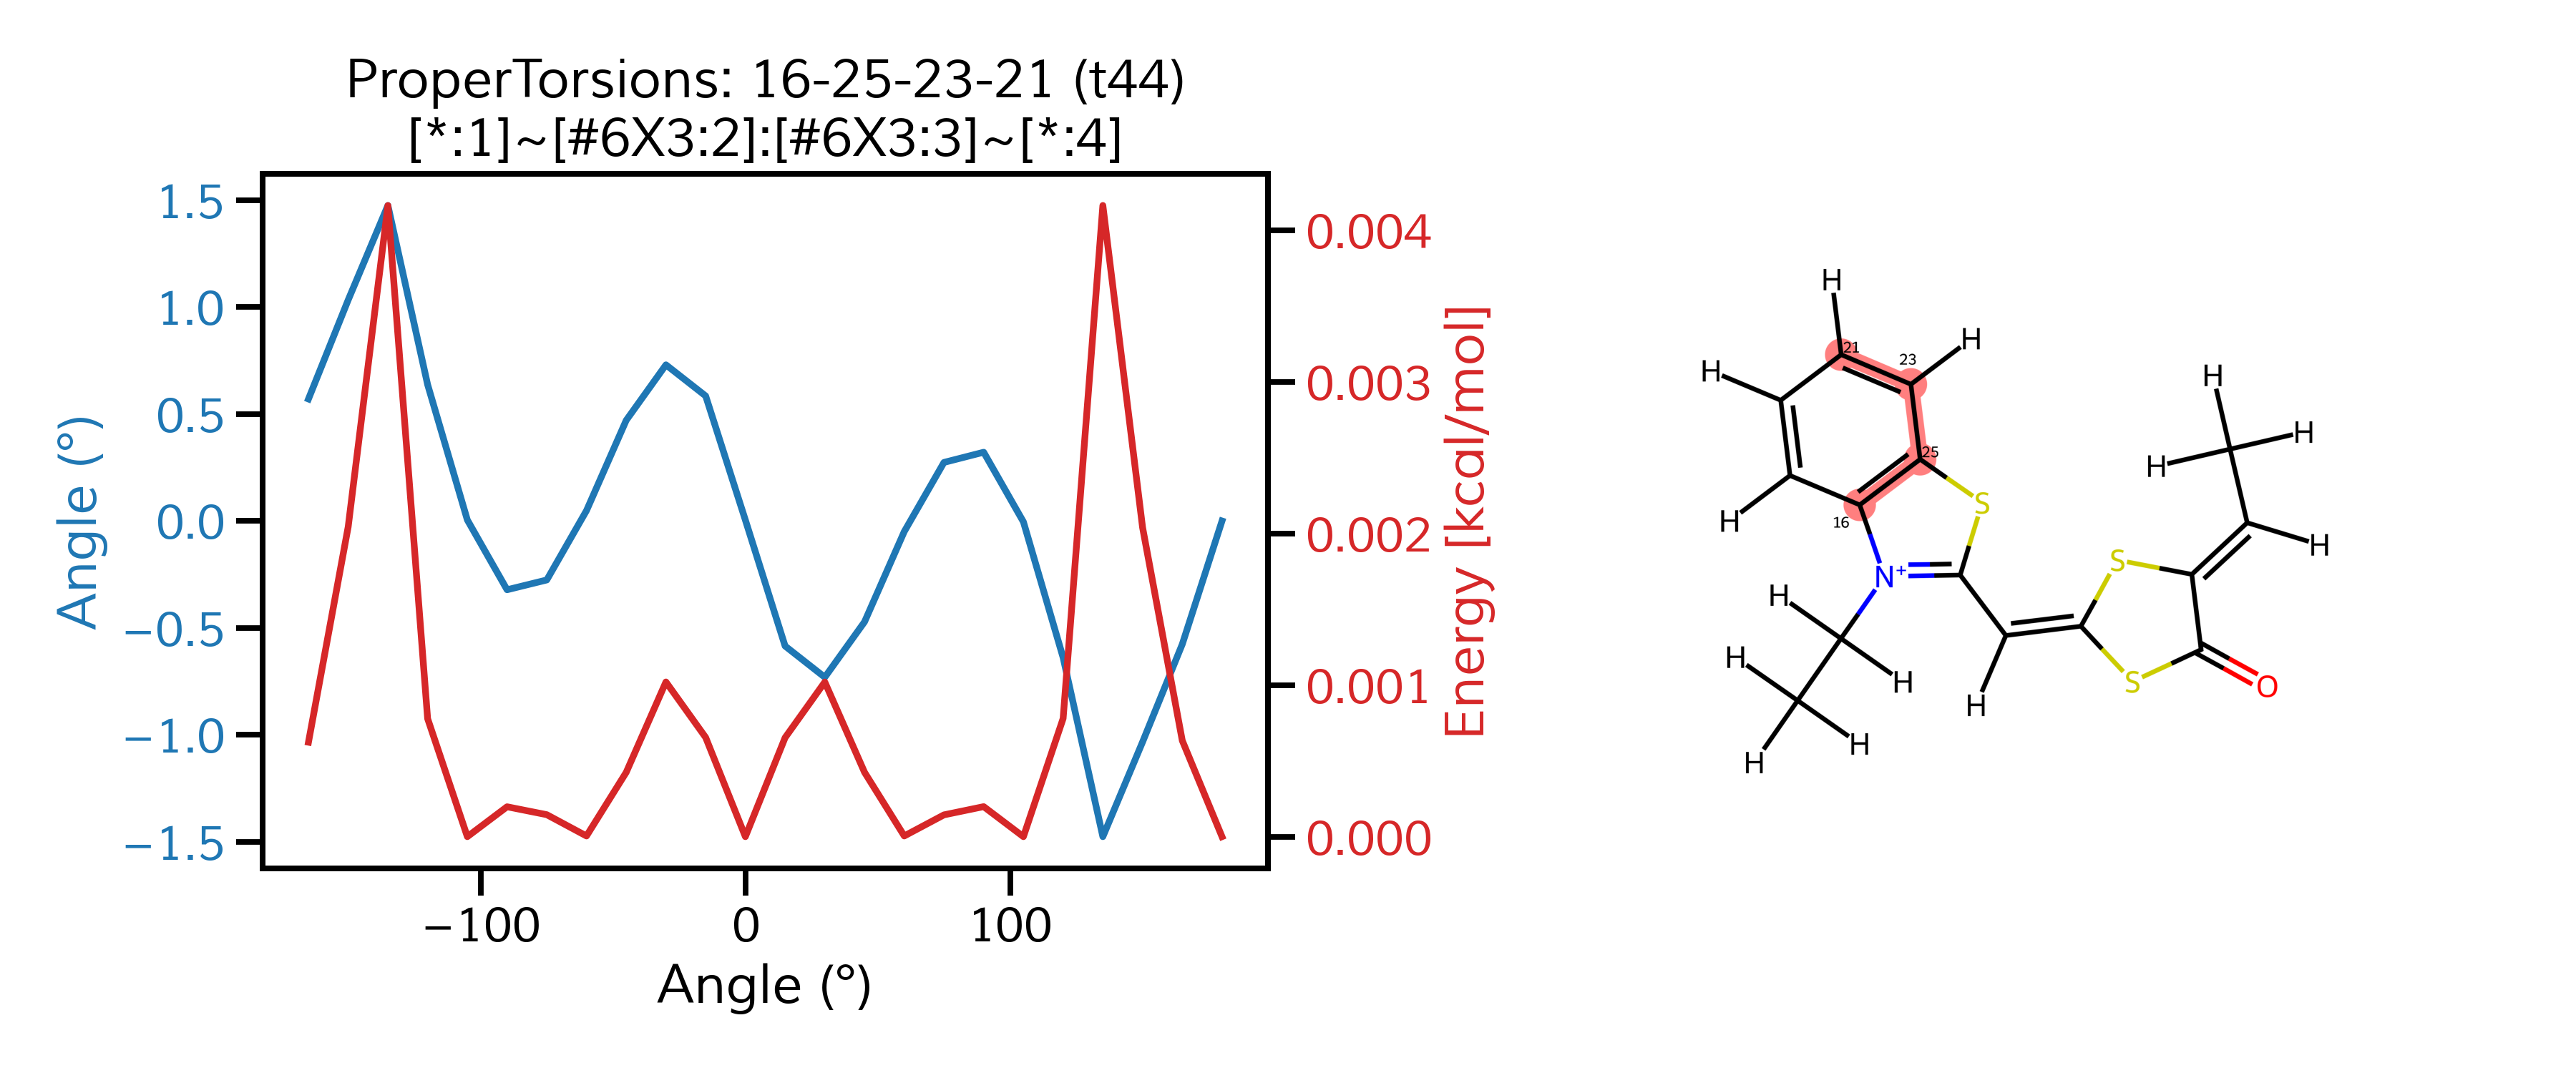 ProperTorsions: 16-25-23-21 (t44)
[*:1]~[#6X3:2]:[#6X3:3]~[*:4]
1.5
1.0
0.5
0.0
−0.5
−1.0
−1.5
Angle (°)
0.004
0.003
0.002
0.001
0.000
Energy [kcal/mol]
−100
0
100
Angle (°)
H
H
21
23
H
H
H
25
H
H
S
16
H
H
S
N⁺
H
H
S
O
H
H
H
H
H